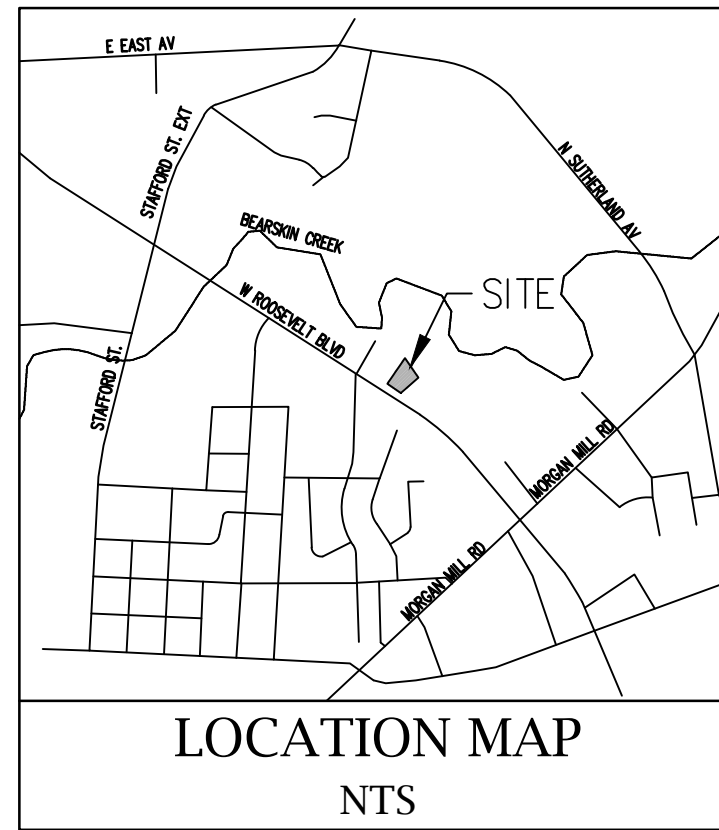 E EAST AV
STAFFORD ST. EXT
N SUTHERLAND AV
BEARSKIN CREEK
SITE
W ROOSEVELT BLVD
STAFFORD ST.
MORGAN MILL RD
MORGAN MILL RD
LOCATION MAP
NTS